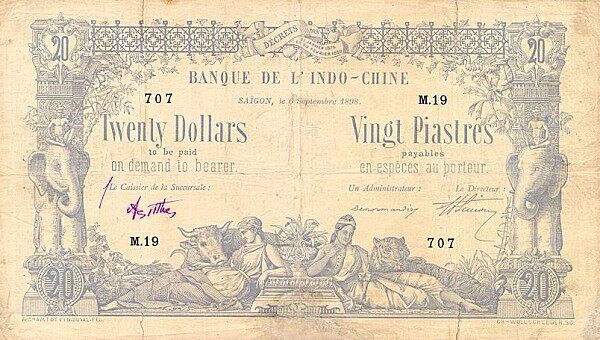 20
20
DECRETS
BANQUE DE L'INDO-CHINE
707
SAÏGON, le 6 Septembre 1898.
M.19
Twenty Dollars
to be paid
on demand to bearer.
Vingt Piastres
payables
en espèces au porteur.
Le Caissier de la Succursale :
Un Administrateur :
Le Directeur :
M.19
707
20
20